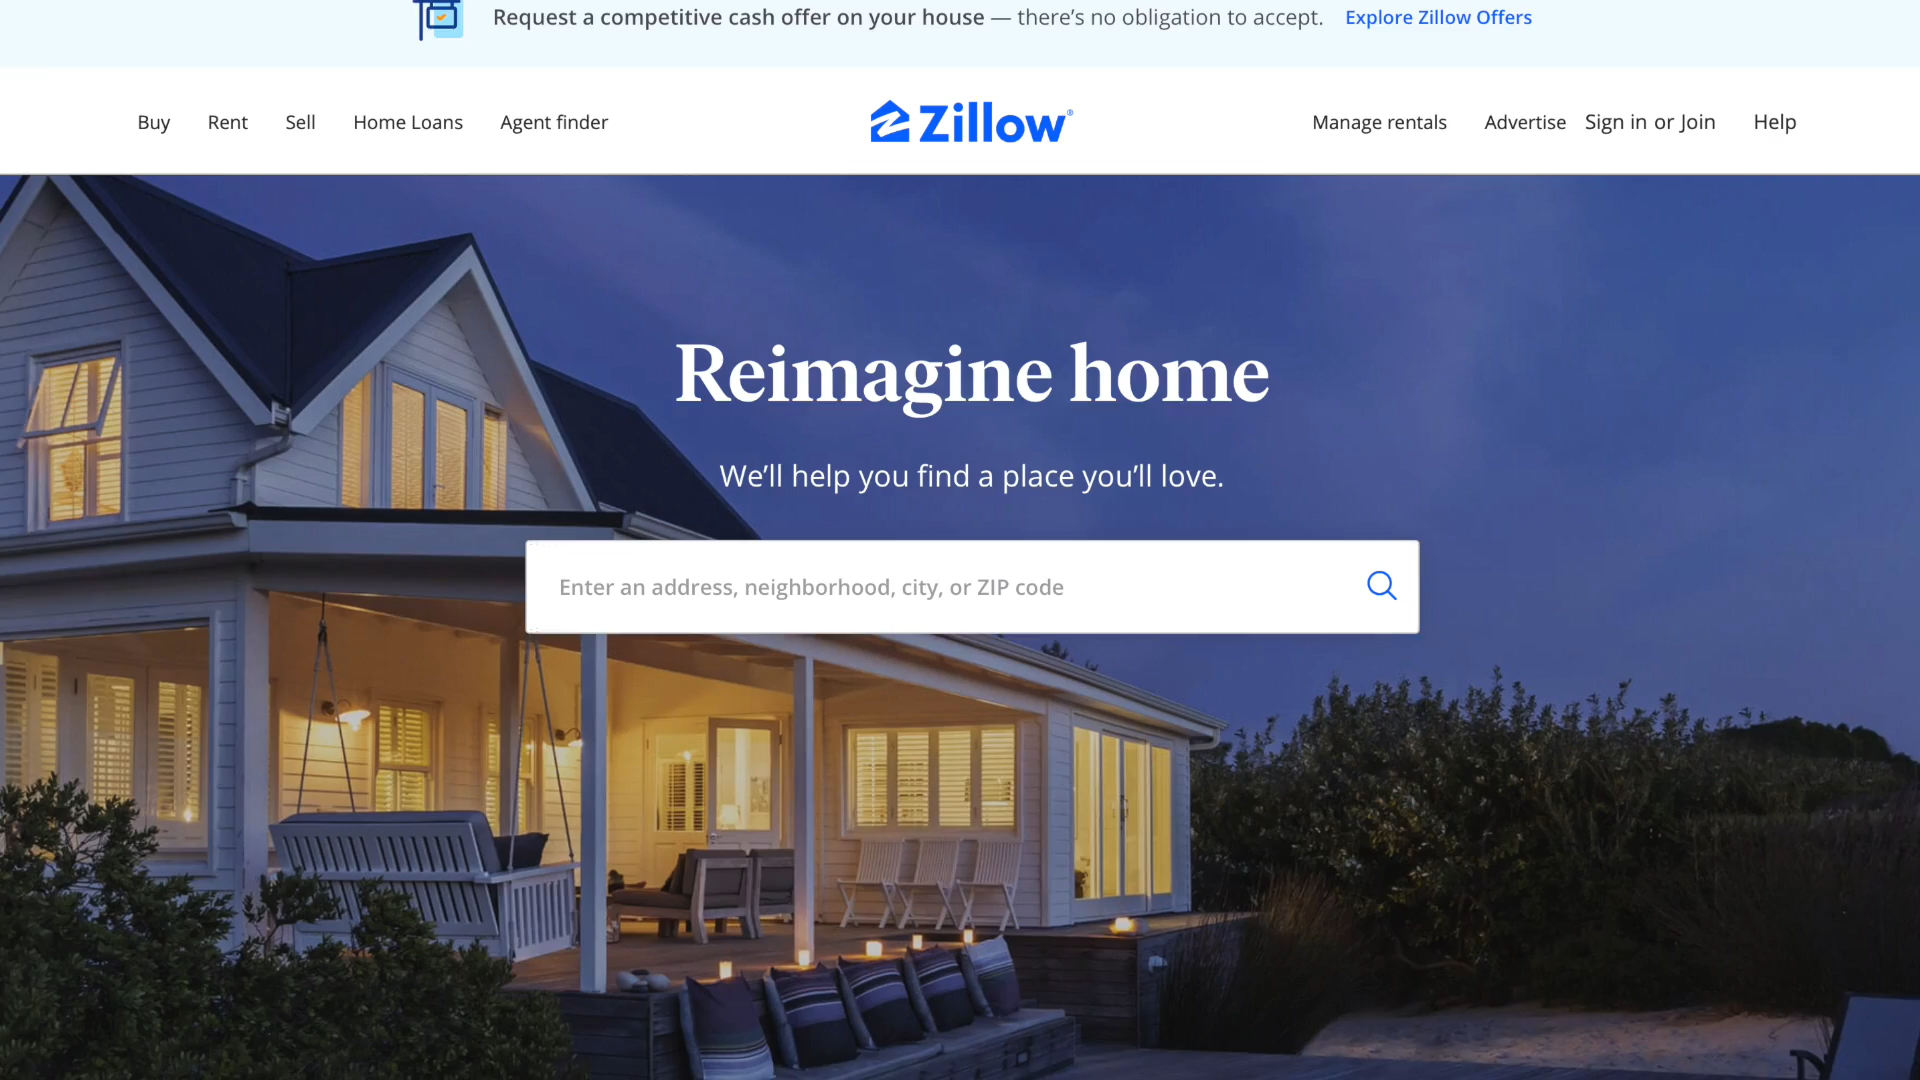 Request a competitive cash offer on your house — there’s no obligation to accept. Explore Zillow Offers
Buy Rent Sell Home Loans Agent finder Zillow® Manage rentals Advertise Sign in or Join Help
Reimagine home
We’ll help you find a place you’ll love.
Enter an address, neighborhood, city, or ZIP code